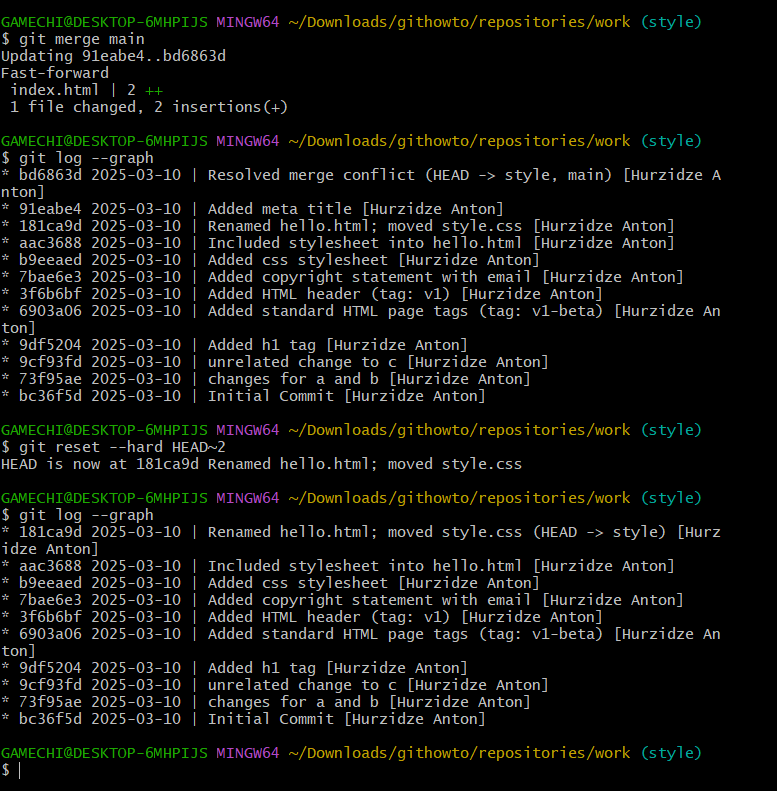 GAMECHI@DESKTOP-6MHPIJS MINGW64 ~/Downloads/githowto/repositories/work (style)
$ git merge main
Updating 91eabe4..bd6863d
Fast-forward
 index.html | 2 ++
 1 file changed, 2 insertions(+)

GAMECHI@DESKTOP-6MHPIJS MINGW64 ~/Downloads/githowto/repositories/work (style)
$ git log --graph
* bd6863d 2025-03-10 | Resolved merge conflict (HEAD -> style, main) [Hurzidze A
nton]
* 91eabe4 2025-03-10 | Added meta title [Hurzidze Anton]
* 181ca9d 2025-03-10 | Renamed hello.html; moved style.css [Hurzidze Anton]
* aac3688 2025-03-10 | Included stylesheet into hello.html [Hurzidze Anton]
* b9eeaed 2025-03-10 | Added css stylesheet [Hurzidze Anton]
* 7bae6e3 2025-03-10 | Added copyright statement with email [Hurzidze Anton]
* 3f6b6bf 2025-03-10 | Added HTML header (tag: v1) [Hurzidze Anton]
* 6903a06 2025-03-10 | Added standard HTML page tags (tag: v1-beta) [Hurzidze An
ton]
* 9df5204 2025-03-10 | Added h1 tag [Hurzidze Anton]
* 9cf93fd 2025-03-10 | unrelated change to c [Hurzidze Anton]
* 73f95ae 2025-03-10 | changes for a and b [Hurzidze Anton]
* bc36f5d 2025-03-10 | Initial Commit [Hurzidze Anton]

GAMECHI@DESKTOP-6MHPIJS MINGW64 ~/Downloads/githowto/repositories/work (style)
$ git reset --hard HEAD~2
HEAD is now at 181ca9d Renamed hello.html; moved style.css

GAMECHI@DESKTOP-6MHPIJS MINGW64 ~/Downloads/githowto/repositories/work (style)
$ git log --graph
* 181ca9d 2025-03-10 | Renamed hello.html; moved style.css (HEAD -> style) [Hurz
idze Anton]
* aac3688 2025-03-10 | Included stylesheet into hello.html [Hurzidze Anton]
* b9eeaed 2025-03-10 | Added css stylesheet [Hurzidze Anton]
* 7bae6e3 2025-03-10 | Added copyright statement with email [Hurzidze Anton]
* 3f6b6bf 2025-03-10 | Added HTML header (tag: v1) [Hurzidze Anton]
* 6903a06 2025-03-10 | Added standard HTML page tags (tag: v1-beta) [Hurzidze An
ton]
* 9df5204 2025-03-10 | Added h1 tag [Hurzidze Anton]
* 9cf93fd 2025-03-10 | unrelated change to c [Hurzidze Anton]
* 73f95ae 2025-03-10 | changes for a and b [Hurzidze Anton]
* bc36f5d 2025-03-10 | Initial Commit [Hurzidze Anton]

GAMECHI@DESKTOP-6MHPIJS MINGW64 ~/Downloads/githowto/repositories/work (style)
$